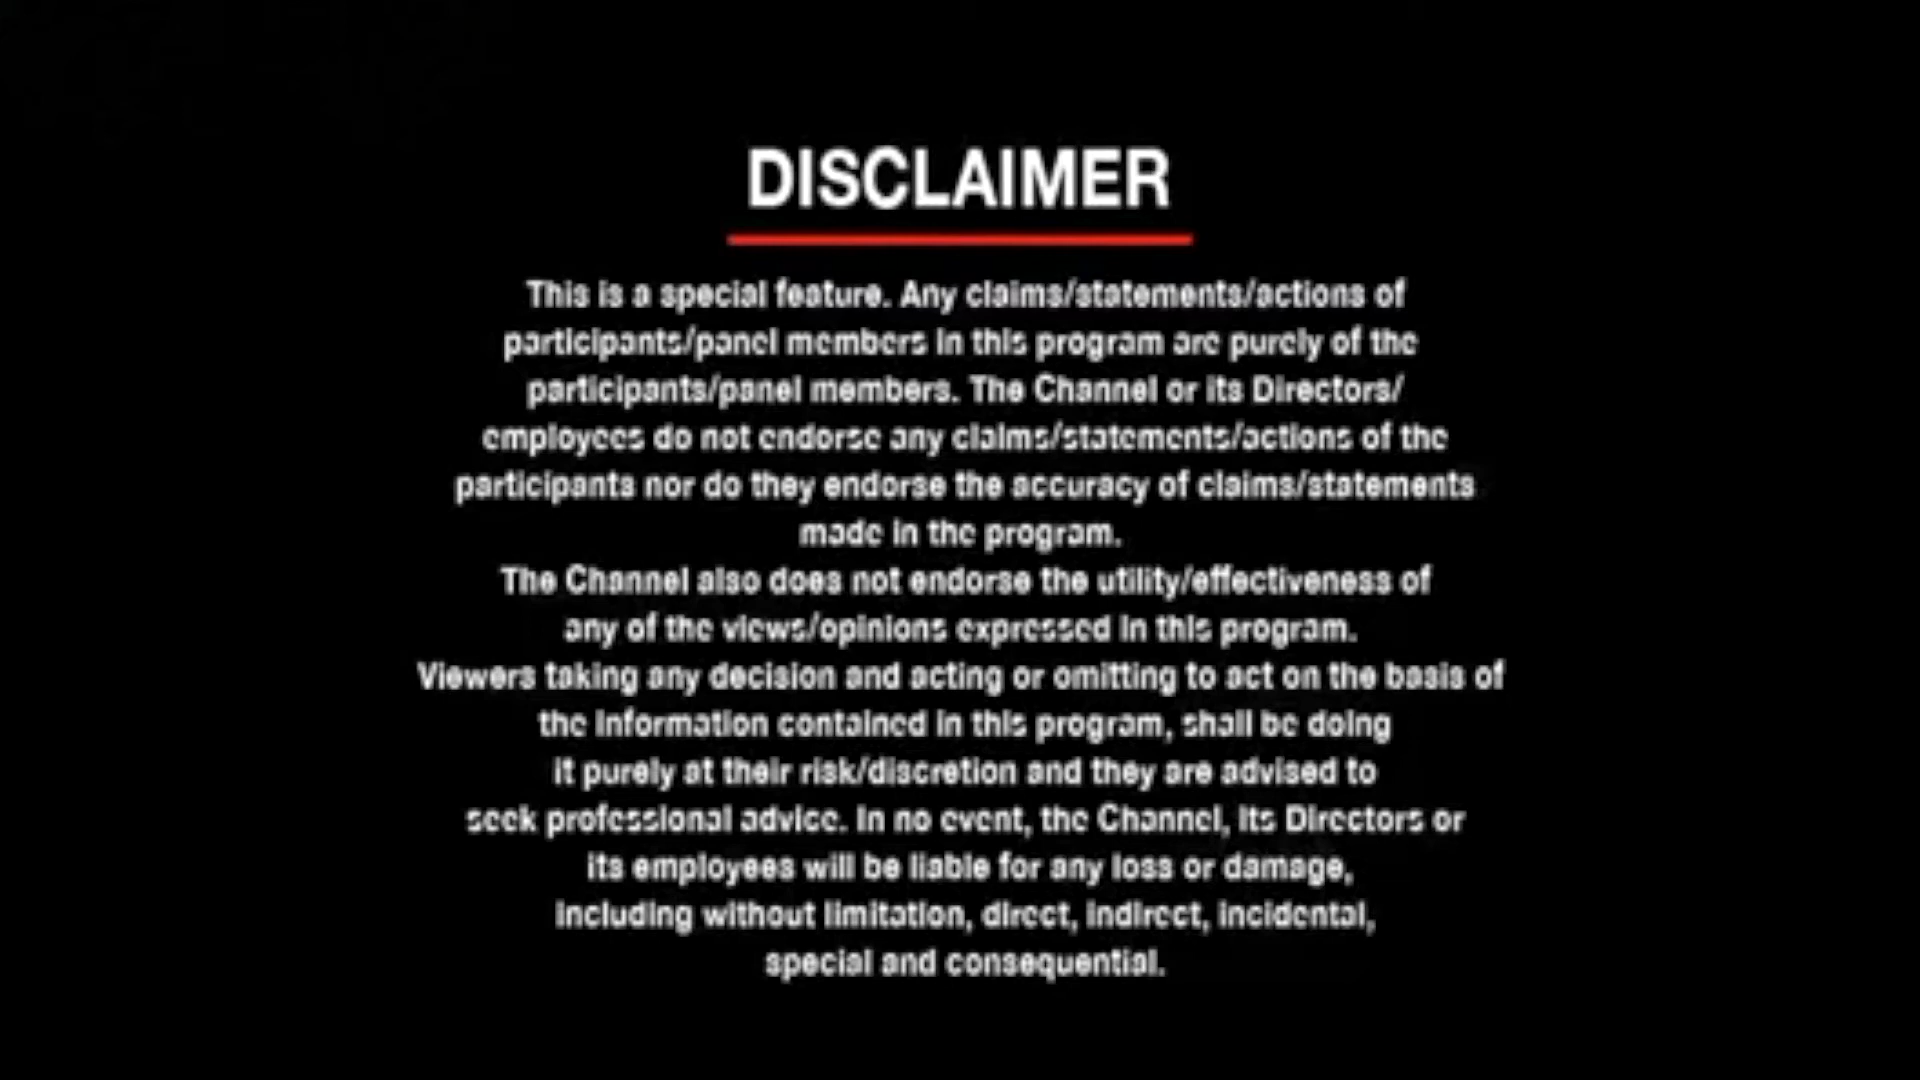 DISCLAIMER
This is a special feature. Any claims/statements/actions of
participants/panel members in this program are purely of the
participants/panel members. The Channel or its Directors/
employees do not endorse any claims/statements/actions of the
participants nor do they endorse the accuracy of claims/statements
made in the program.
The Channel also does not endorse the utility/effectiveness of
any of the views/opinions expressed in this program.
Viewers taking any decision and acting or omitting to act on the basis of
the information contained in this program, shall be doing
it purely at their risk/discretion and they are advised to
seek professional advice. In no event, the Channel, its Directors or
its employees will be liable for any loss or damage,
including without limitation, direct, indirect, incidental,
special and consequential.